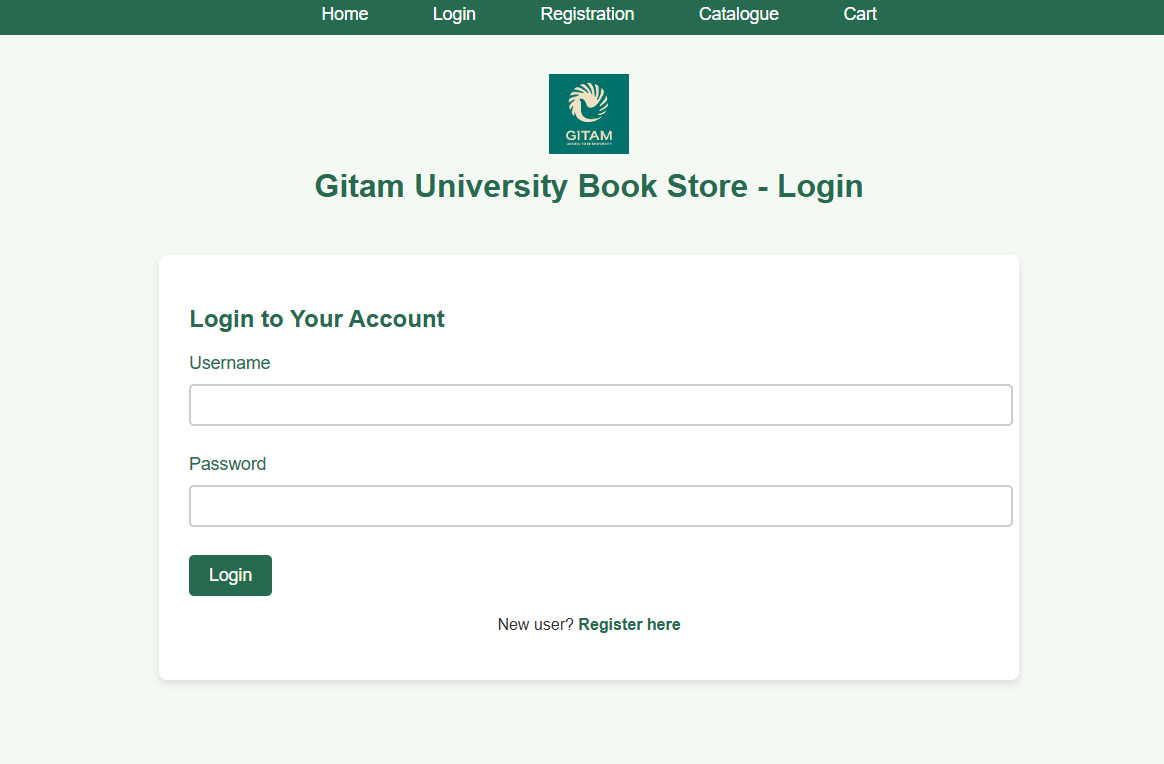 Home Login Registration Catalogue Cart
GITAM
Gitam University Book Store - Login
Login to Your Account
Username
Password
Login
New user? Register here